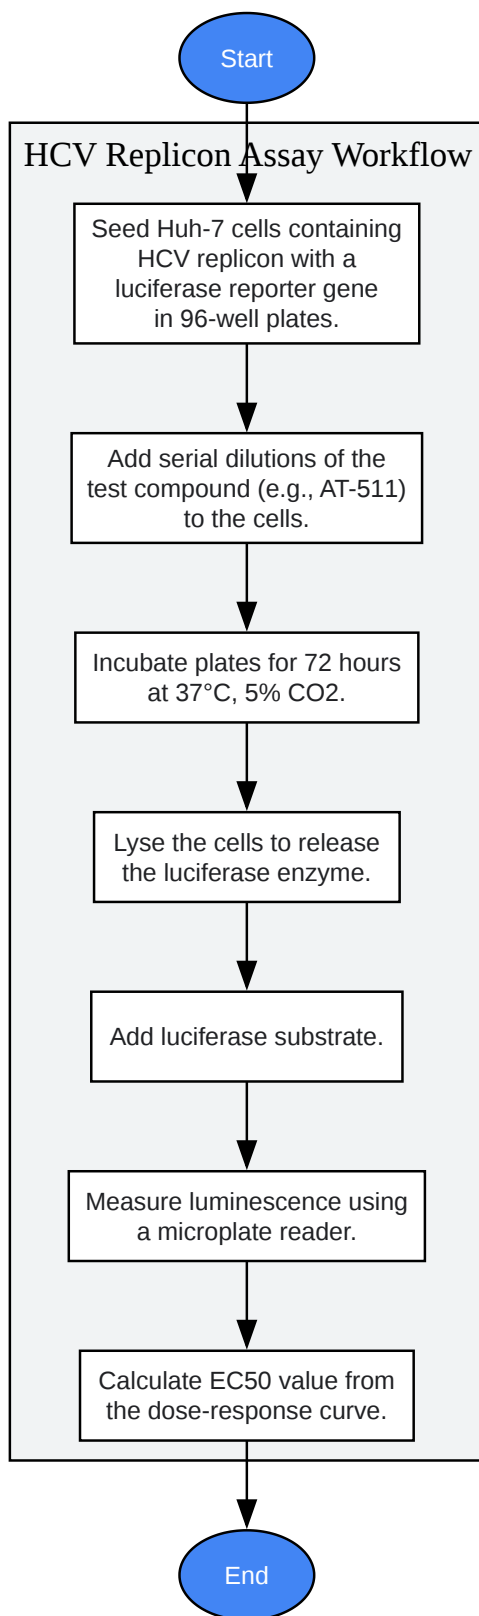 Start
HCV Replicon Assay Workflow
Seed Huh-7 cells containing
HCV replicon with a
luciferase reporter gene
in 96-well plates.
Add serial dilutions of the
test compound (e.g., AT-511)
to the cells.
Incubate plates for 72 hours
at 37°C, 5% CO2.
Lyse the cells to release
the luciferase enzyme.
Add luciferase substrate.
Measure luminescence using
a microplate reader.
Calculate EC50 value from
the dose-response curve.
End